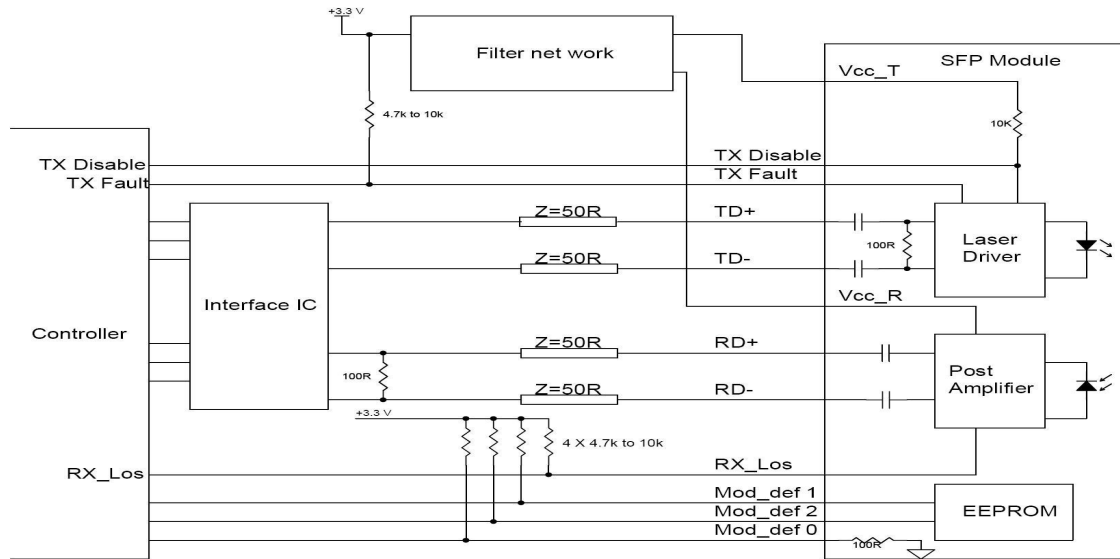 +3.3 V
Filter net work
SFP Module
Vcc_T
4.7k to 10k
10K
TX Disable
TX Disable
TX Fault
TX Fault
Z=50R
TD+
100R
Laser
Driver
Z=50R
TD-
Interface IC
Vcc_R
Controller
Z=50R
RD+
100R
Post
Amplifier
Z=50R
RD-
+3.3 V
4 X 4.7k to 10k
RX_Los
RX_Los
Mod_def 1
Mod_def 2
EEPROM
Mod_def 0
100R